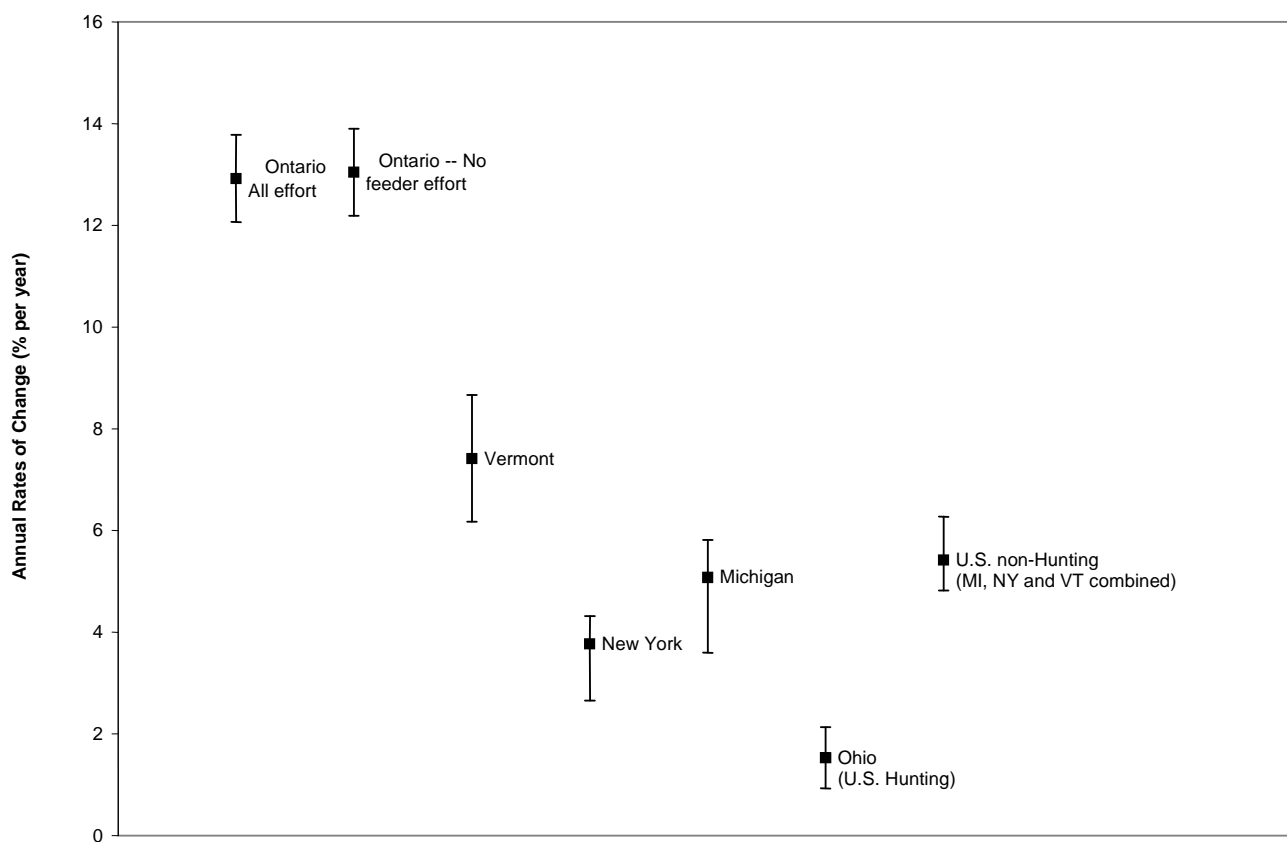 16
14
12
10
8
6
4
2
0
Annual Rates of Change (% per year)
Ontario
All effort
Ontario -- No
feeder effort
Vermont
New York
Michigan
Ohio
(U.S. Hunting)
U.S. non-Hunting
(MI, NY and VT combined)